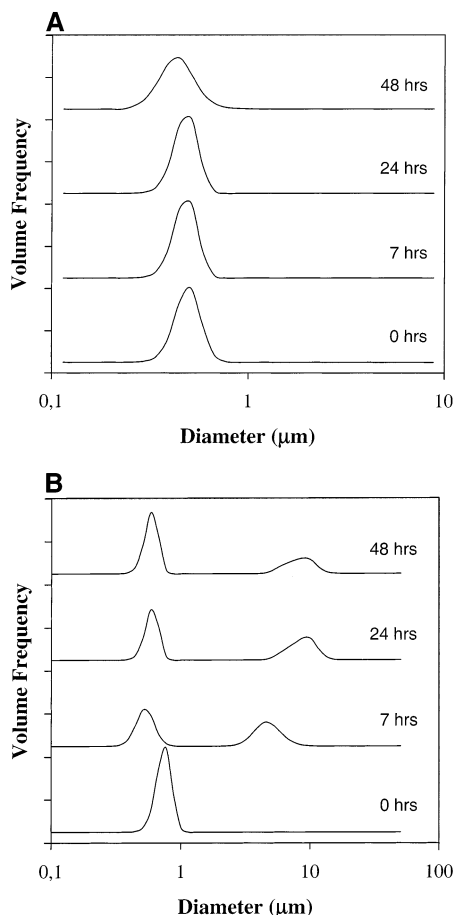 A
Volume Frequency
48 hrs
24 hrs
7 hrs
0 hrs
0,1 1 10
Diameter (μm)
B
Volume Frequency
48 hrs
24 hrs
7 hrs
0 hrs
0,1 1 10 100
Diameter (μm)